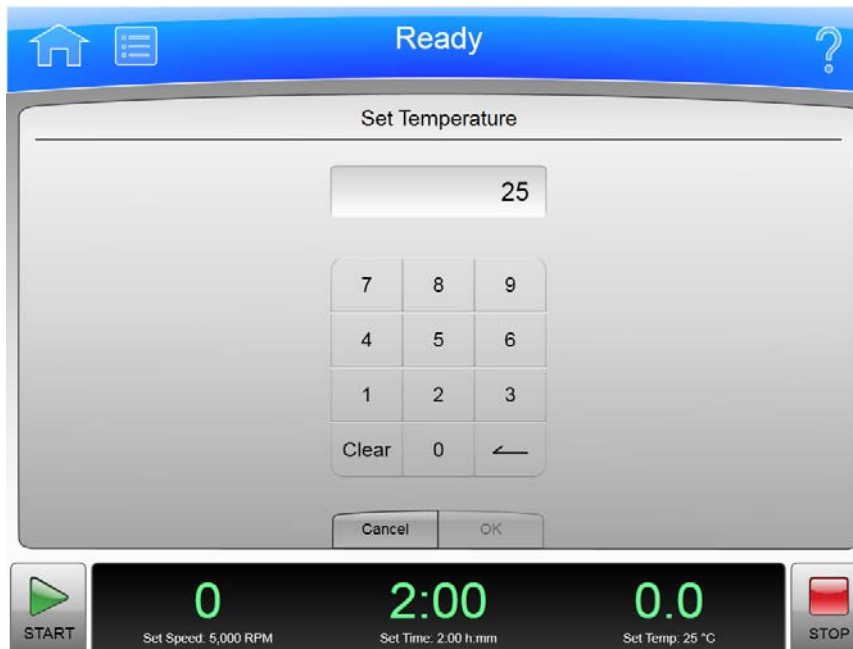 Ready
?
Set Temperature
25
7 8 9
4 5 6
1 2 3
Clear 0
Cancel OK
0 2:00 0.0
START Set Speed: 5,000 RPM Set Time: 2.00 h:mm Set Temp: 25 °C STOP